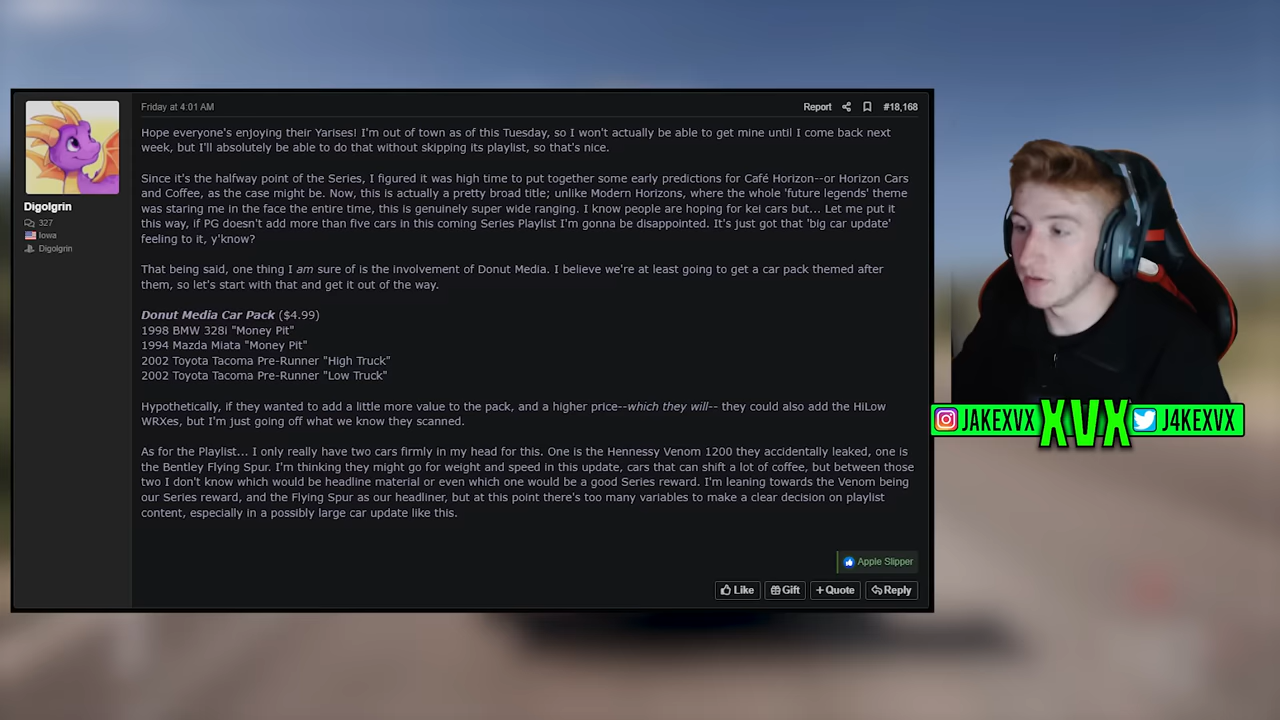 Friday at 4:01 AM
Report
#18,168
Hope everyone's enjoying their Yarises! I'm out of town as of this Tuesday, so I won't actually be able to get mine until I come back next
week, but I'll absolutely be able to do that without skipping its playlist, so that's nice.
Since it's the halfway point of the Series, I figured it was high time to put together some early predictions for Café Horizon--or Horizon Cars
and Coffee, as the case might be. Now, this is actually a pretty broad title; unlike Modern Horizons, where the whole 'future legends' theme
was staring me in the face the entire time, this is genuinely super wide ranging. I know people are hoping for kei cars but... Let me put it
this way, if PG doesn't add more than five cars in this coming Series Playlist I'm gonna be disappointed. It's just got that 'big car update'
feeling to it, y'know?
That being said, one thing I am sure of is the involvement of Donut Media. I believe we're at least going to get a car pack themed after
them, so let's start with that and get it out of the way.
Donut Media Car Pack ($4.99)
1998 BMW 328i "Money Pit"
1994 Mazda Miata "Money Pit"
2002 Toyota Tacoma Pre-Runner "High Truck"
2002 Toyota Tacoma Pre-Runner "Low Truck"
Hypothetically, if they wanted to add a little more value to the pack, and a higher price--which they will-- they could also add the HiLow
WRXes, but I'm just going off what we know they scanned.
As for the Playlist... I only really have two cars firmly in my head for this. One is the Hennessy Venom 1200 they accidentally leaked, one is
the Bentley Flying Spur. I'm thinking they might go for weight and speed in this update, cars that can shift a lot of coffee, but between those
two I don't know which would be headline material or even which one would be a good Series reward. I'm leaning towards the Venom being
our Series reward, and the Flying Spur as our headliner, but at this point there's too many variables to make a clear decision on playlist
content, especially in a possibly large car update like this.
Digolgrin
327
Iowa
Digolgrin
Apple Slipper
Like
Gift
+Quote
Reply
JAKEXVX
XVX
J4KEXVX